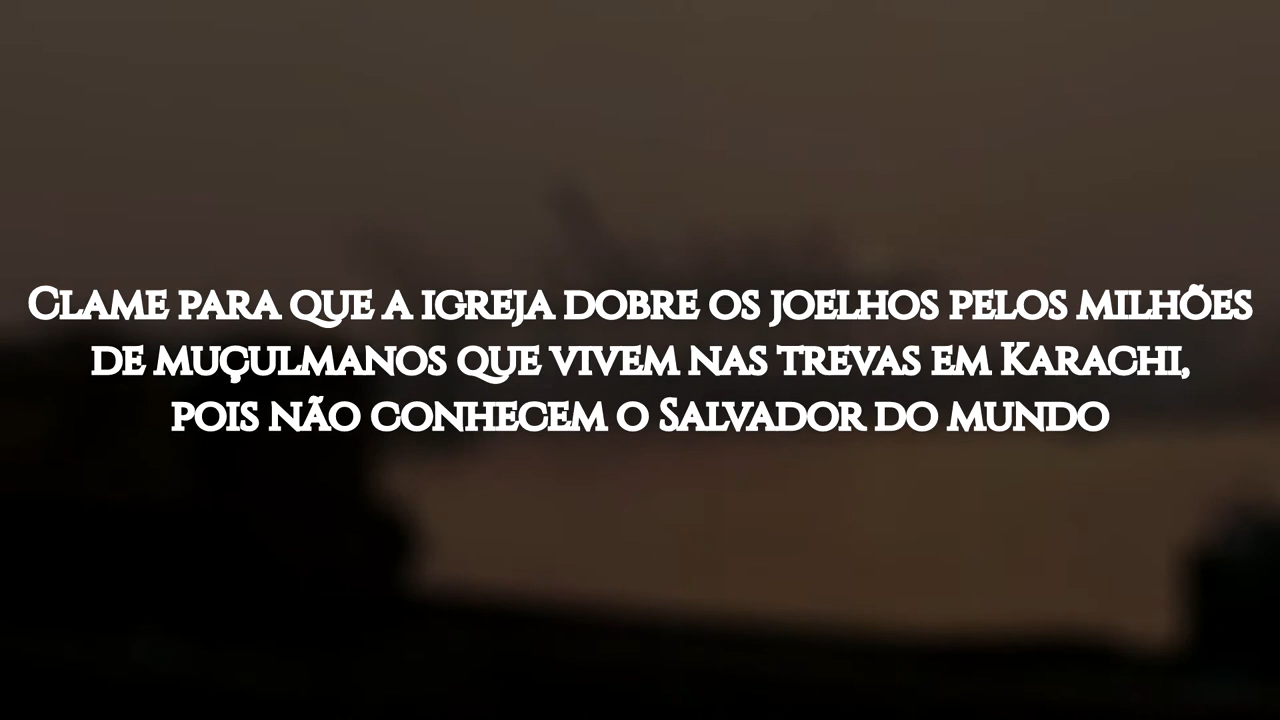 Clame para que a igreja dobre os joelhos pelos milhões
de muçulmanos que vivem nas trevas em Karachi,
pois não conhecem o Salvador do mundo